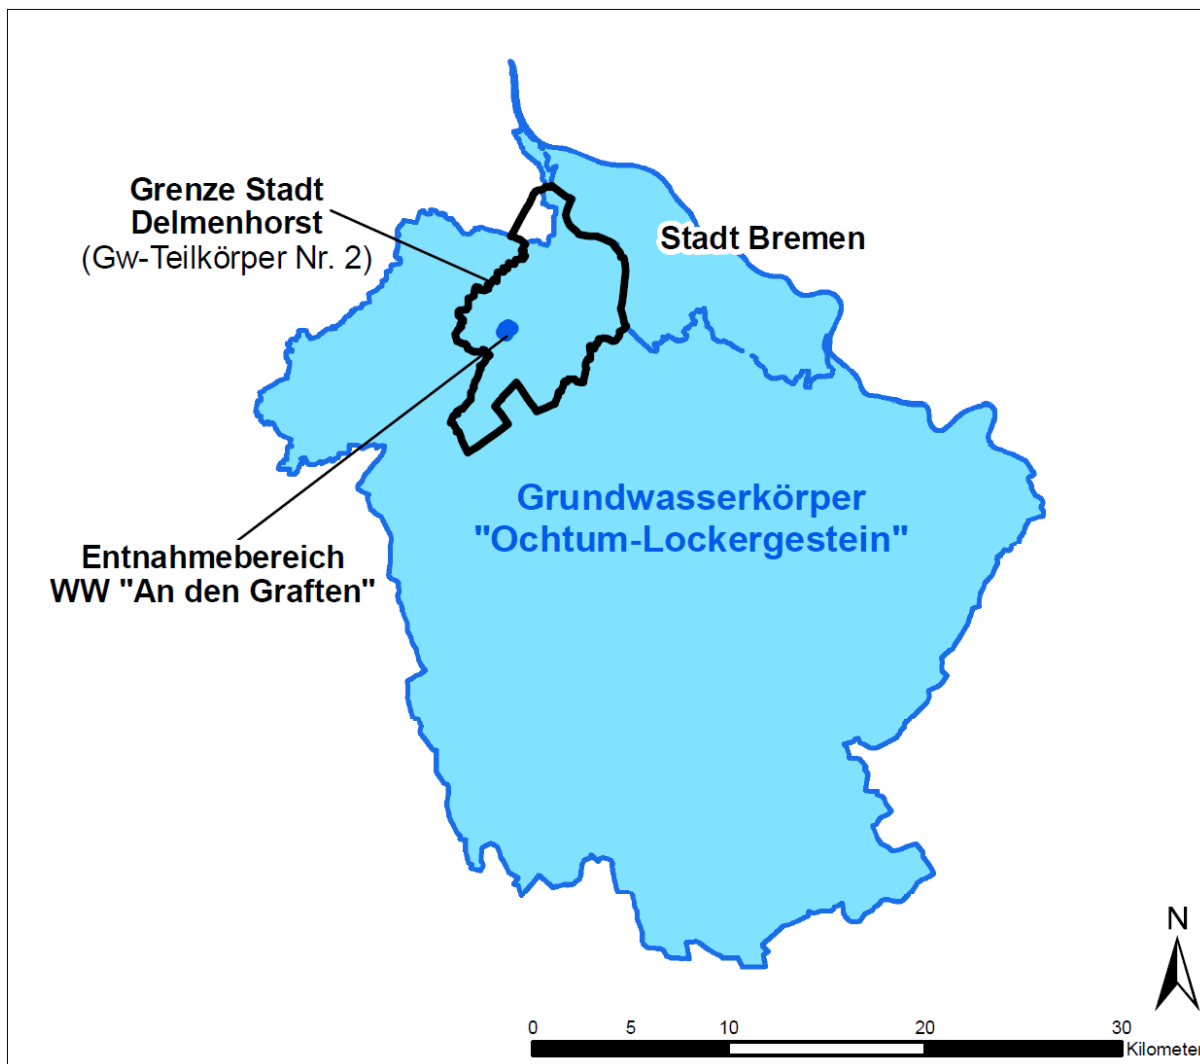 Grenze Stadt
Delmenhorst
(Gw-Teilkörper Nr. 2)
Stadt Bremen
Grundwasserkörper
"Ochtum-Lockergestein"
Entnahmebereich
WW "An den Graften"
N
0 5 10 20 30
Kilometer